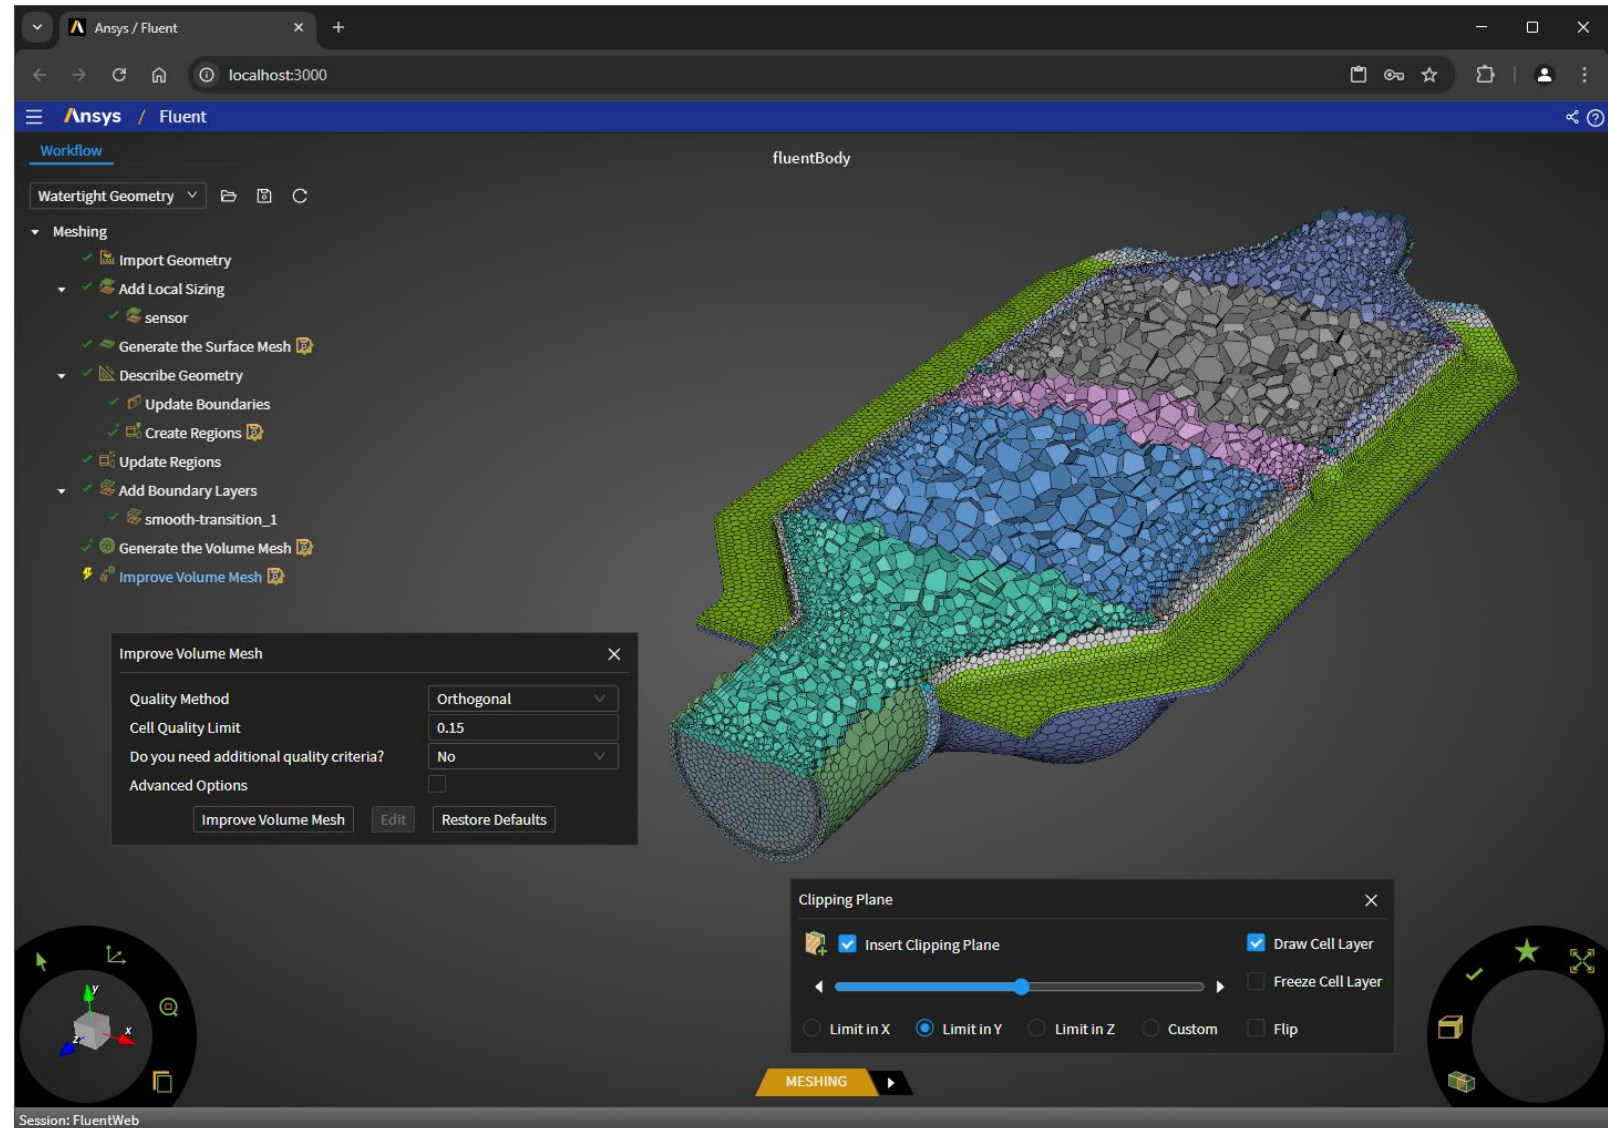 Ansys / Fluent
localhost:3000
Ansys / Fluent
Workflow
fluentBody
Watertight Geometry
Meshing
Import Geometry
Add Local Sizing
sensor
Generate the Surface Mesh
Describe Geometry
Update Boundaries
Create Regions
Update Regions
Add Boundary Layers
smooth-transition_1
Generate the Volume Mesh
Improve Volume Mesh
Improve Volume Mesh
Quality Method Orthogonal
Cell Quality Limit 0.15
Do you need additional quality criteria? No
Advanced Options
Improve Volume Mesh Edit Restore Defaults
Clipping Plane
Insert Clipping Plane Draw Cell Layer
Freeze Cell Layer
Limit in X Limit in Y Limit in Z Custom Flip
y
x
z
MESHING
Session: FluentWeb